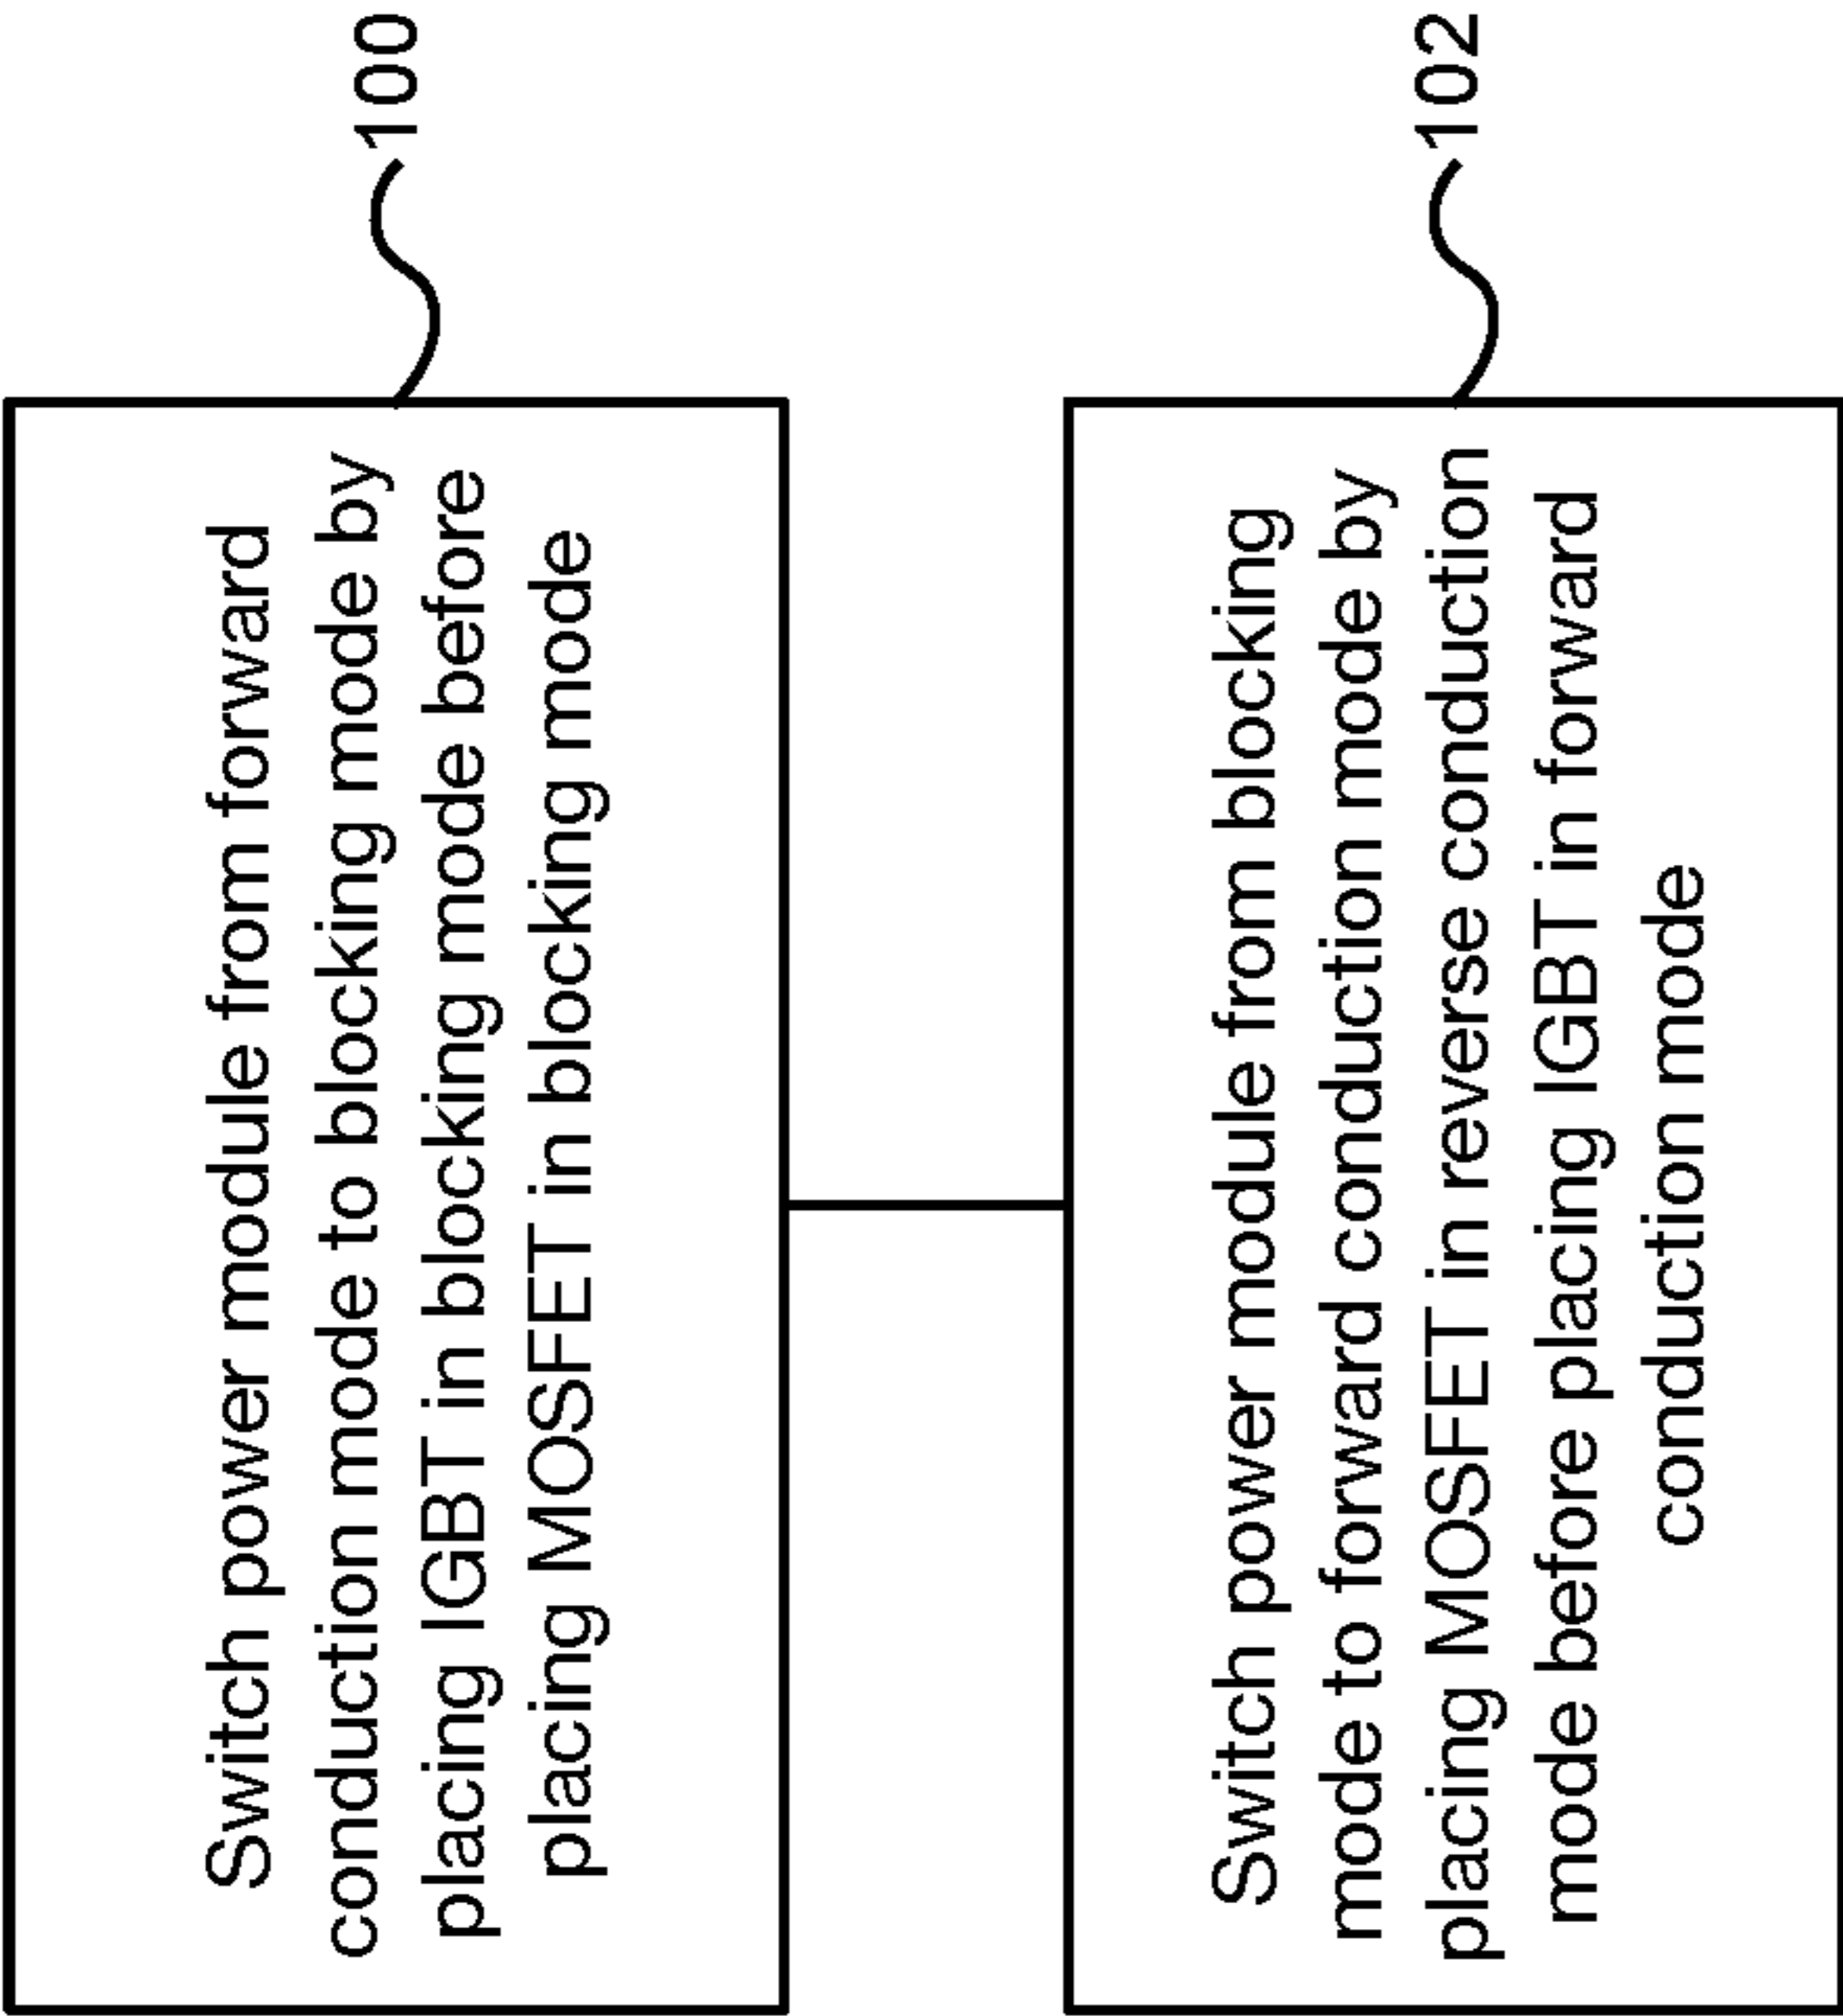 Switch power module from forward
conduction mode to blocking mode by
placing IGBT in blocking mode before
placing MOSFET in blocking mode
100
Switch power module from blocking
mode to forward conduction mode by
placing MOSFET in reverse conduction
mode before placing IGBT in forward
conduction mode
102